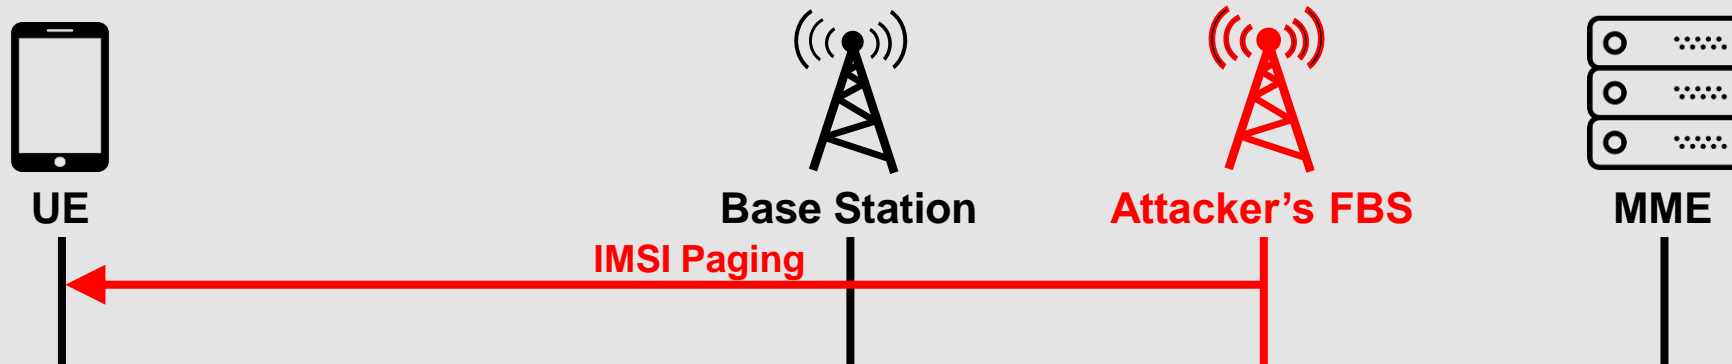 UE
Base Station
Attacker's FBS
MME
IMSI Paging